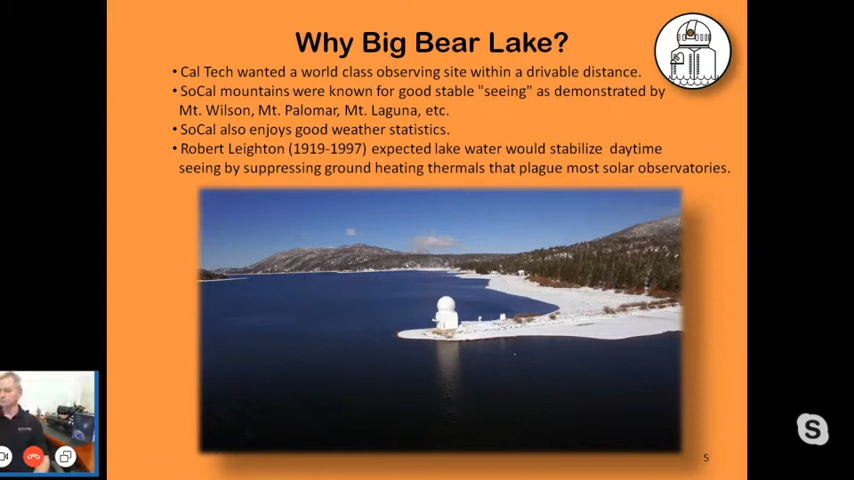 Why Big Bear Lake?
• Cal Tech wanted a world class observing site within a drivable distance.
• SoCal mountains were known for good stable "seeing" as demonstrated by
Mt. Wilson, Mt. Palomar, Mt. Laguna, etc.
• SoCal also enjoys good weather statistics.
• Robert Leighton (1919-1997) expected lake water would stabilize daytime
seeing by suppressing ground heating thermals that plague most solar observatories.
5
S